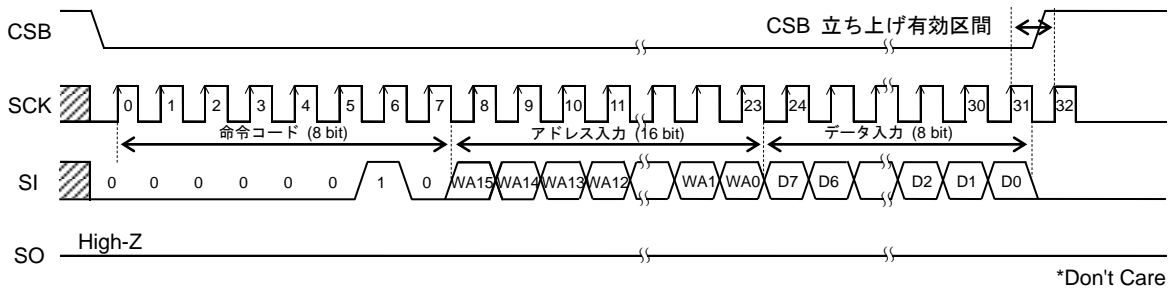 CSB
CSB 立ち上げ有効区間
SCK
0 1 2 3 4 5 6 7 8 9 10 11 23 24 30 31 32
命令コード (8 bit)
アドレス入力 (16 bit)
データ入力 (8 bit)
SI
0 0 0 0 0 0 1 0 WA15 WA14 WA13 WA12 WA1 WA0 D7 D6 D2 D1 D0
High-Z
SO
*Don't Care